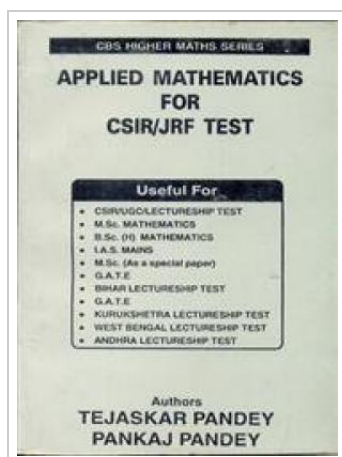 CBS HIGHER MATHS SERIES
APPLIED MATHEMATICS
FOR
CSIR/JRF TEST
Useful For
• CSIR/UGC/LECTURESHIP TEST
• M.Sc. MATHEMATICS
• B.Sc. (H). MATHEMATICS
• I.A.S. MAINS
• M.Sc. (As a special paper)
• G.A.T.E
• BIHAR LECTURESHIP TEST
• G.A.T.E
• KURUKSHETRA LECTURESHIP TEST
• WEST BENGAL LECTURESHIP TEST
• ANDHRA LECTURESHIP TEST
Authors
TEJASKAR PANDEY
PANKAJ PANDEY